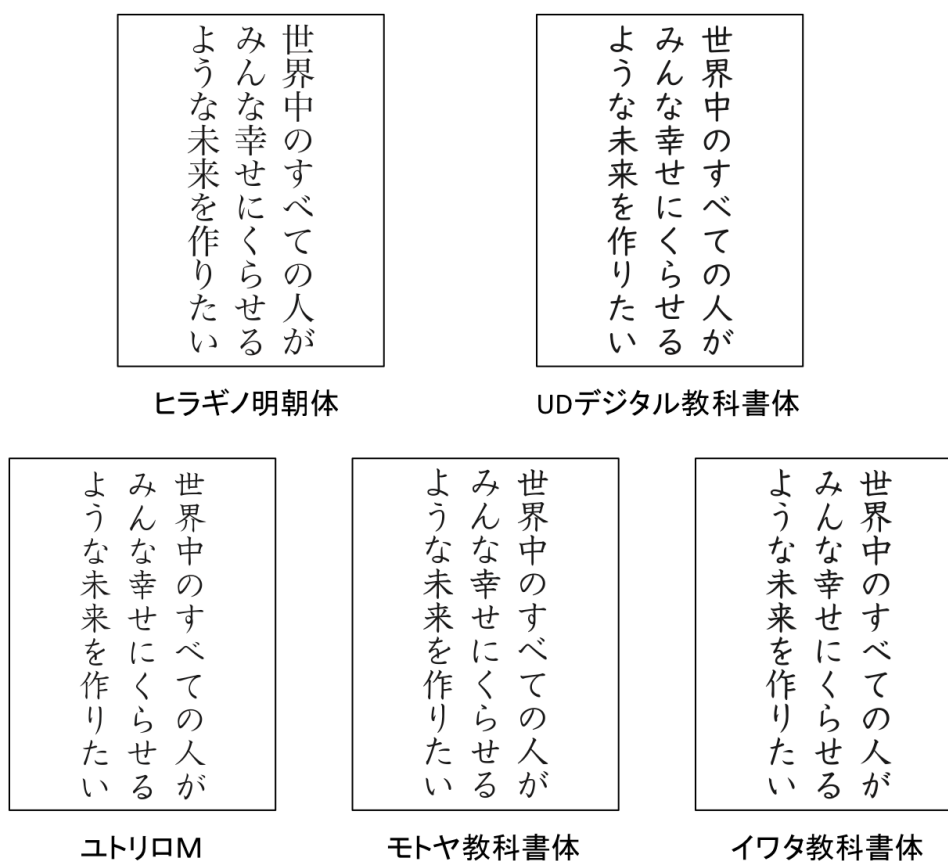 世界中のすべての人が
みんな幸せにくらせる
ような未来を作りたい
ヒラギノ明朝体
世界中のすべての人が
みんな幸せにくらせる
ような未来を作りたい
UDデジタル教科書体
世界中のすべての人が
みんな幸せにくらせる
ような未来を作りたい
ユトリロM
世界中のすべての人が
みんな幸せにくらせる
ような未来を作りたい
モトヤ教科書体
世界中のすべての人が
みんな幸せにくらせる
ような未来を作りたい
イワタ教科書体